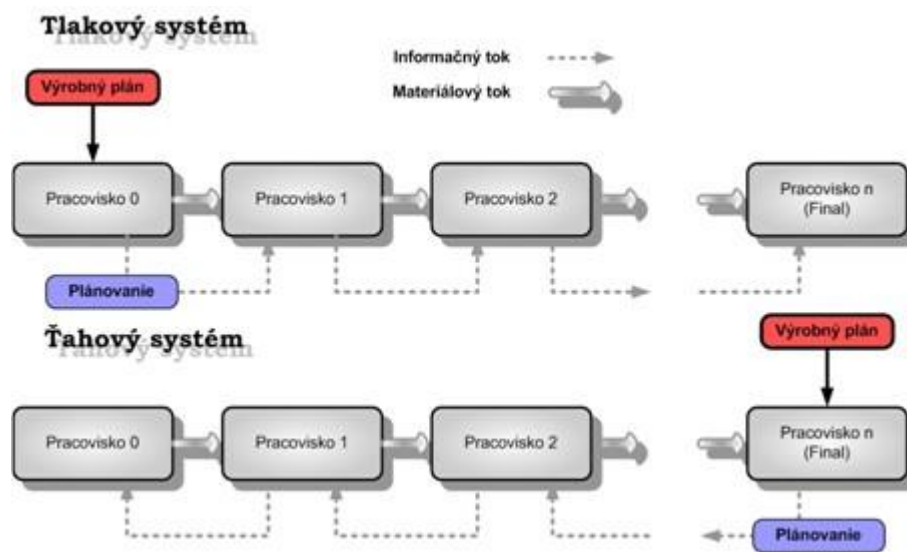 Tlakový systém
Informačný tok
Výrobný plán
Materiálový tok
Pracovisko 0
Pracovisko 1
Pracovisko 2
Pracovisko n
(Final)
Plánovanie
Ťahový systém
Výrobný plán
Pracovisko 0
Pracovisko 1
Pracovisko 2
Pracovisko n
(Final)
Plánovanie